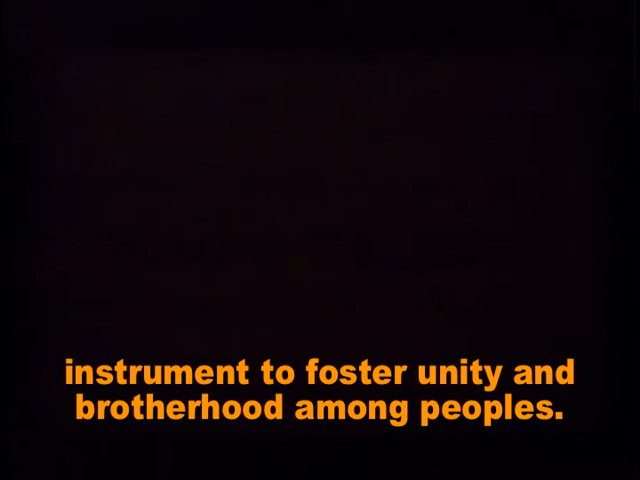 instrument to foster unity and
brotherhood among peoples.